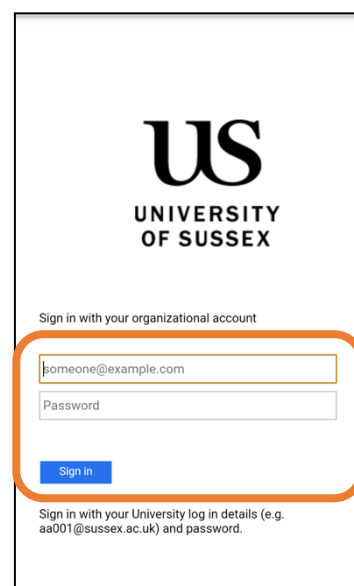 US
UNIVERSITY
OF SUSSEX
Sign in with your organizational account
someone@example.com
Password
Sign in
Sign in with your University log in details (e.g.
aa001@sussex.ac.uk) and password.